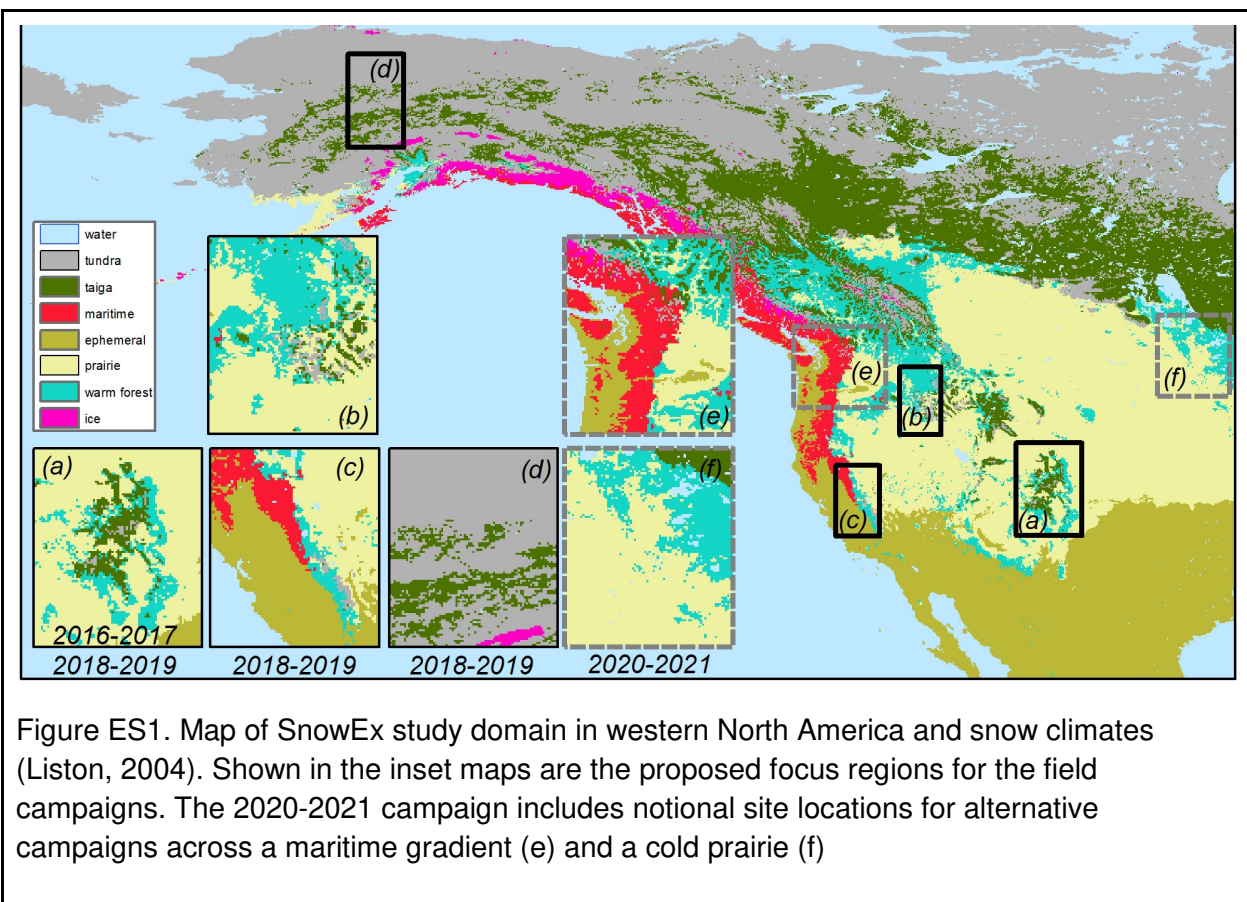 (d)
water
tundra
taiga
maritime
ephemeral
prairie
warm forest
ice
(b)
(e)
(e)
(b)
(f)
(c)
(a)
(a)
2016-2017
2018-2019
(c)
2018-2019
(d)
2018-2019
(f)
2020-2021
Figure ES1. Map of SnowEx study domain in western North America and snow climates
(Liston, 2004). Shown in the inset maps are the proposed focus regions for the field
campaigns. The 2020-2021 campaign includes notional site locations for alternative
campaigns across a maritime gradient (e) and a cold prairie (f)